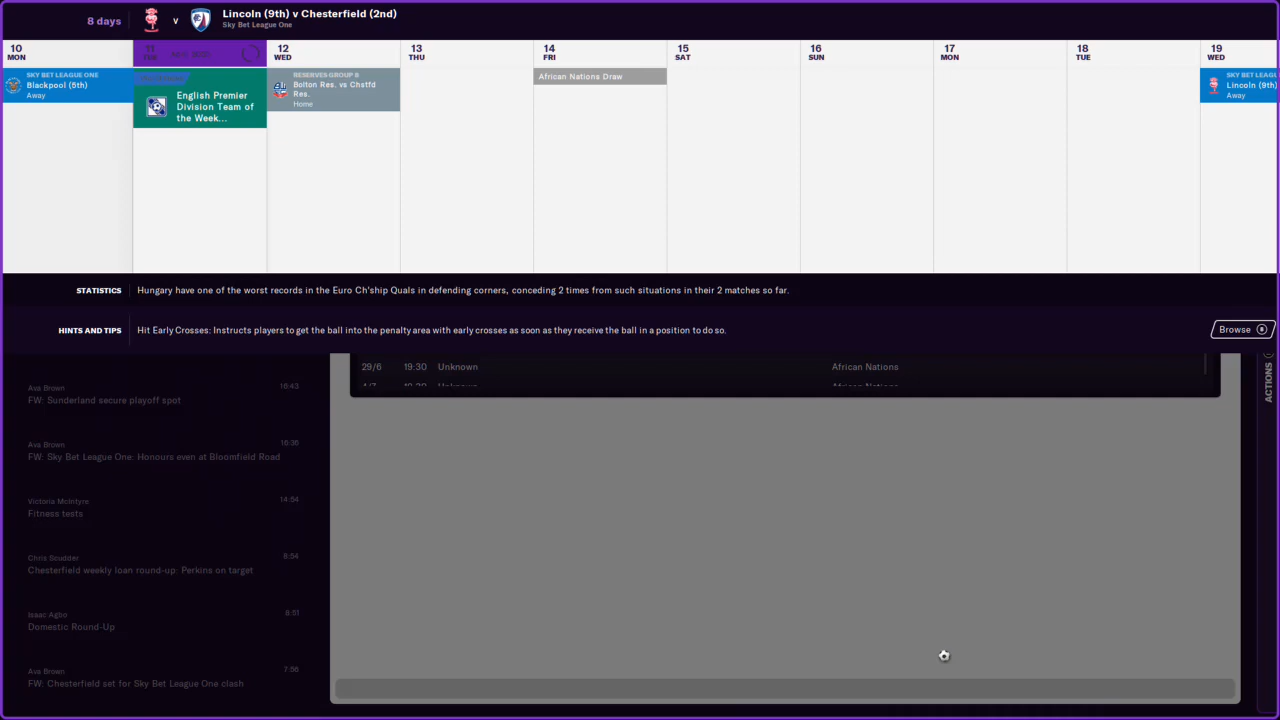 8 days
v
Lincoln (9th) v Chesterfield (2nd)
Sky Bet League One
10
MON
11
12
WED
13
THU
14
FRI
15
SAT
16
SUN
17
MON
18
TUE
19
WED
SKY BET LEAGUE ONE
Blackpool (5th)
Away
English Premier
Division Team of
the Week...
RESERVES GROUP 6
Bolton Res. vs Chstfd
Res.
Home
African Nations Draw
SKY BET LEAGU
Lincoln (9th)
Away
STATISTICS
Hungary have one of the worst records in the Euro Ch'ship Quals in defending corners, conceding 2 times from such situations in their 2 matches so far.
HINTS AND TIPS
Hit Early Crosses: Instructs players to get the ball into the penalty area with early crosses as soon as they receive the ball in a position to do so.
Browse
29/6 19:30 Unknown African Nations
ACTIONS
Ava Brown 16:43
FW: Sunderland secure playoff spot
Ava Brown 16:36
FW: Sky Bet League One: Honours even at Bloomfield Road
Victoria McIntyre 14:54
Fitness tests
Chris Scudder 8:54
Chesterfield weekly loan round-up: Perkins on target
Isaac Agbo 8:51
Domestic Round-Up
Ava Brown 7:56
FW: Chesterfield set for Sky Bet League One clash